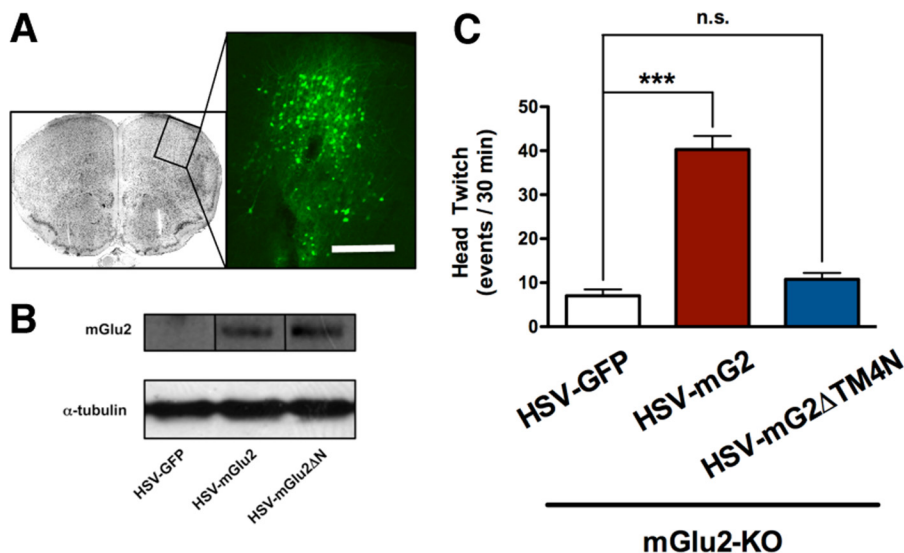 A
B
mGlu2
α-tubulin
HSV-GFP
HSV-mGlu2
HSV-mGlu2ΔN
C
n.s.
***
Head Twitch
(events / 30 min)
50
40
30
20
10
0
HSV-GFP
HSV-mG2
HSV-mG2ΔTM4N
mGlu2-KO